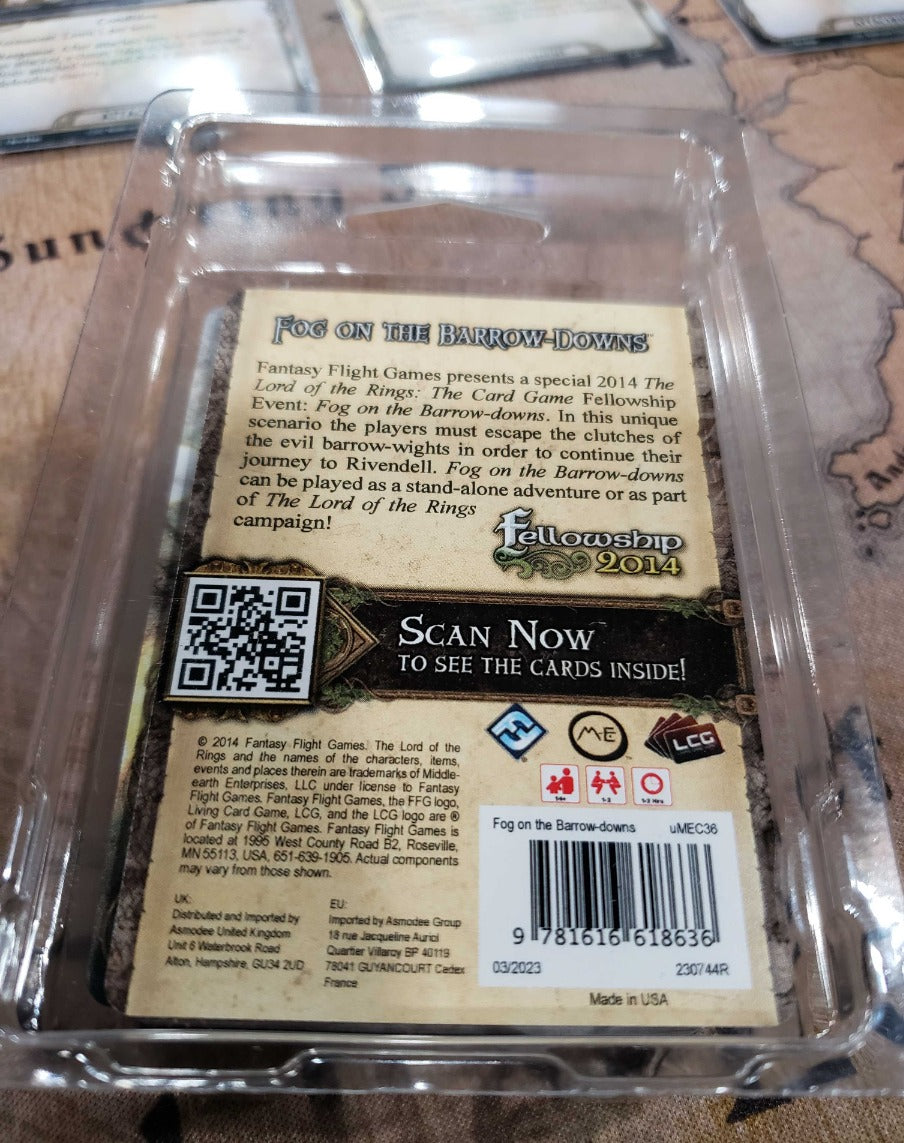 Sund
FOG ON THE BARROW-DOWNS™
Fantasy Flight Games presents a special 2014 The
Lord of the Rings: The Card Game Fellowship
Event: Fog on the Barrow-downs. In this unique
scenario the players must escape the clutches of
the evil barrow-wights in order to continue their
journey to Rivendell. Fog on the Barrow-downs
can be played as a stand-alone adventure or as part
of The Lord of the Rings
campaign!
Fellowship
2014
SCAN NOW
TO SEE THE CARDS INSIDE!
ME
LCG
© 2014 Fantasy Flight Games. The Lord of the
Rings and the names of the characters, items,
events and places therein are trademarks of Middle-
earth Enterprises, LLC under license to Fantasy
Flight Games. Fantasy Flight Games, the FFG logo,
Living Card Game, LCG, and the LCG logo are ®
of Fantasy Flight Games. Fantasy Flight Games is
located at 1995 West County Road B2, Roseville,
MN 55113, USA, 651-639-1905. Actual components
may vary from those shown.
14+
1-2 Hrs
UK:
Distributed and Imported by
Asmodee United Kingdom
Unit 6 Waterbrook Road
Alton, Hampshire, GU34 2UD
EU:
Imported by Asmodee Group
18 rue Jacqueline Auriol
Quartier Villaroy BP 40119
78041 GUYANCOURT Cedex
France
Fog on the Barrow-downs uMEC36
9 781616 618636
03/2023 230744R
Made in USA